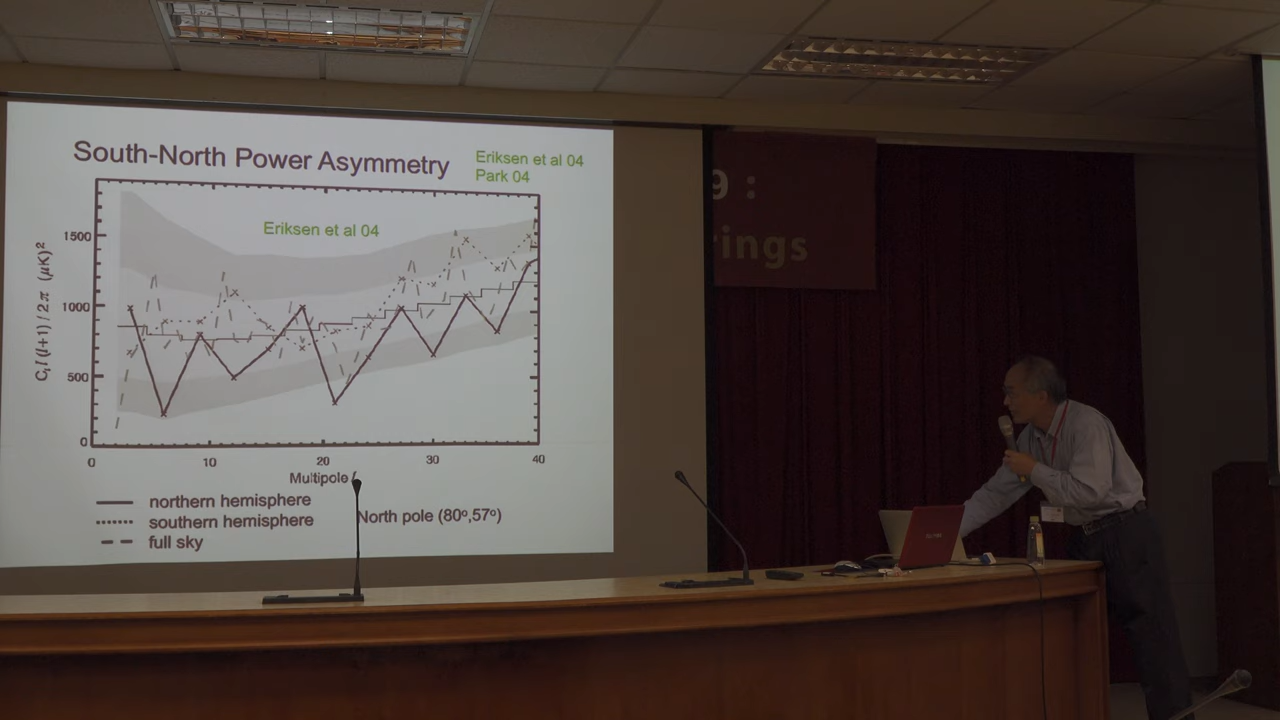 South-North Power Asymmetry
Eriksen et al 04
Park 04
Eriksen et al 04
1500
1000
500
0
C_l l (l+1) / 2π (μK)²
0 10 20 30 40
Multipole l
northern hemisphere
southern hemisphere
full sky
North pole (80º,57º)
9 :
ings